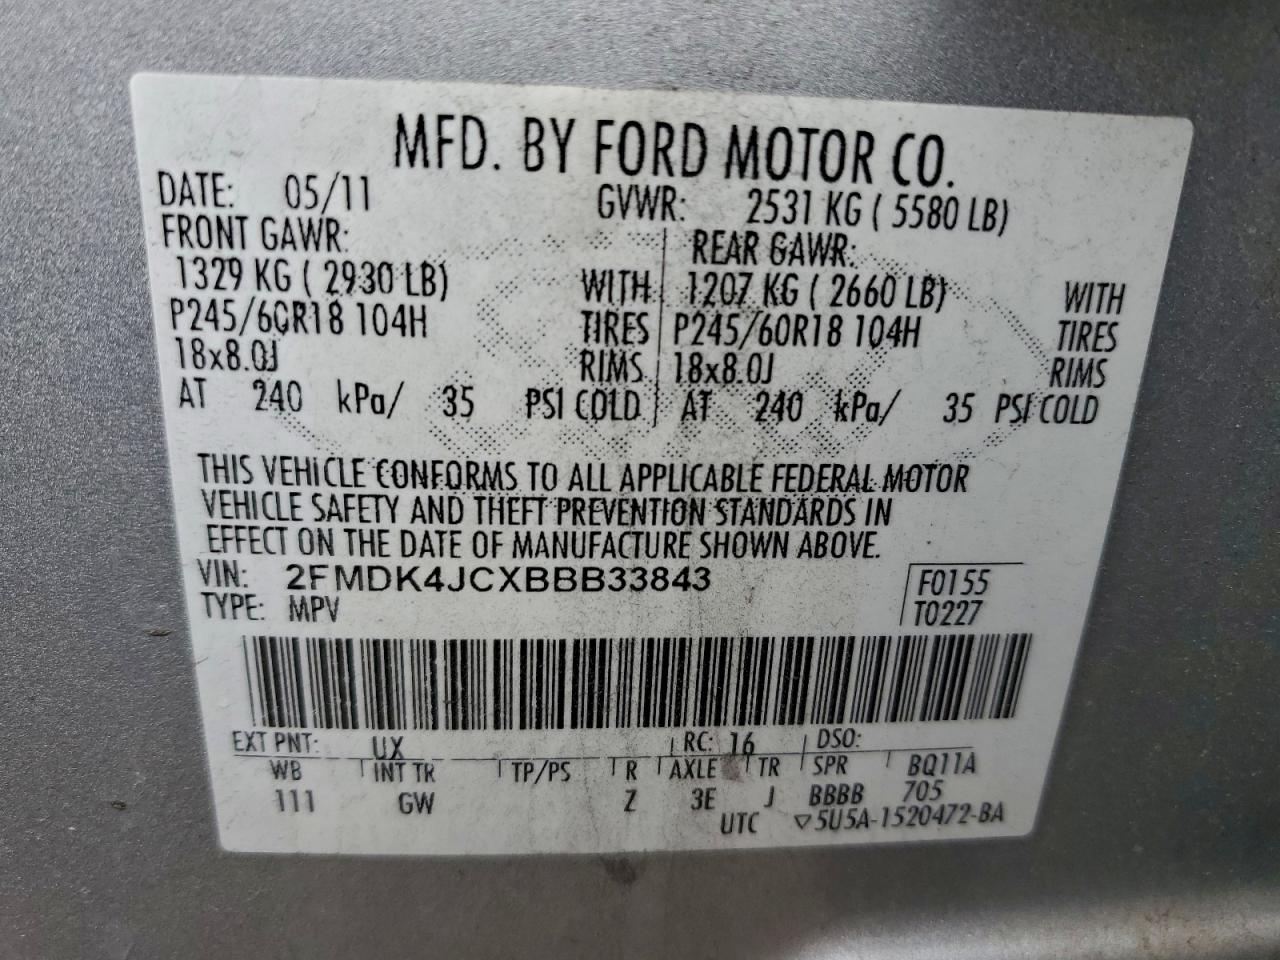 MFD. BY FORD MOTOR CO.
DATE: 05/11 GVWR: 2531 KG ( 5580 LB)
FRONT GAWR: REAR GAWR:
1329 KG ( 2930 LB) WITH 1207 KG ( 2660 LB) WITH
P245/60R18 104H TIRES P245/60R18 104H TIRES
18x8.0J RIMS 18x8.0J RIMS
AT 240 kPa/ 35 PSI COLD AT 240 kPa/ 35 PSI COLD
THIS VEHICLE CONFORMS TO ALL APPLICABLE FEDERAL MOTOR
VEHICLE SAFETY AND THEFT PREVENTION STANDARDS IN
EFFECT ON THE DATE OF MANUFACTURE SHOWN ABOVE.
VIN: 2FMDK4JCXBBB33843 F0155
TYPE: MPV T0227
EXT PNT: UX RC: 16 DSO:
WB INT TR TP/PS R AXLE TR SPR BQ11A
111 GW Z 3E J BBBB 705
UTC ▽5U5A-1520472-BA